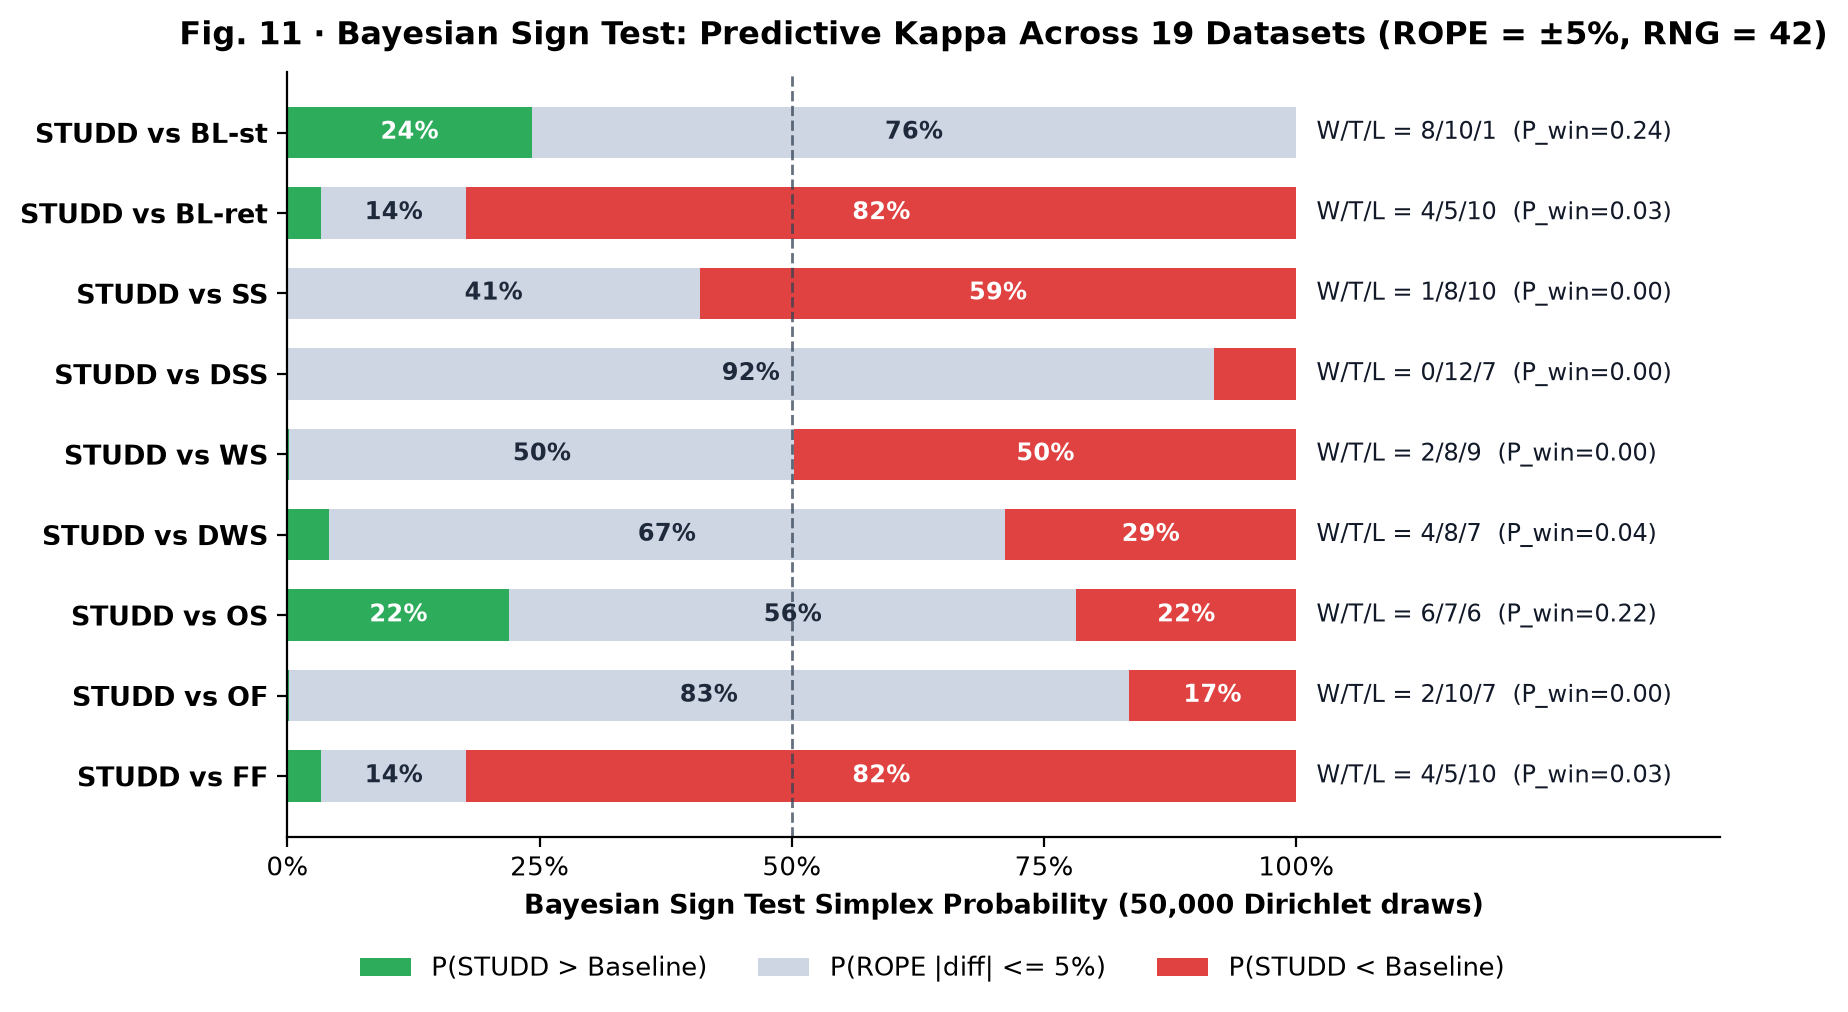 Fig. 11 · Bayesian Sign Test: Predictive Kappa Across 19 Datasets (ROPE = ±5%, RNG = 42)
STUDD vs BL-st 24% 76% W/T/L = 8/10/1 (P_win=0.24)
STUDD vs BL-ret 14% 82% W/T/L = 4/5/10 (P_win=0.03)
STUDD vs SS 41% 59% W/T/L = 1/8/10 (P_win=0.00)
STUDD vs DSS 92% W/T/L = 0/12/7 (P_win=0.00)
STUDD vs WS 50% 50% W/T/L = 2/8/9 (P_win=0.00)
STUDD vs DWS 67% 29% W/T/L = 4/8/7 (P_win=0.04)
STUDD vs OS 22% 56% 22% W/T/L = 6/7/6 (P_win=0.22)
STUDD vs OF 83% 17% W/T/L = 2/10/7 (P_win=0.00)
STUDD vs FF 14% 82% W/T/L = 4/5/10 (P_win=0.03)
0% 25% 50% 75% 100%
Bayesian Sign Test Simplex Probability (50,000 Dirichlet draws)
P(STUDD > Baseline) P(ROPE |diff| <= 5%) P(STUDD < Baseline)